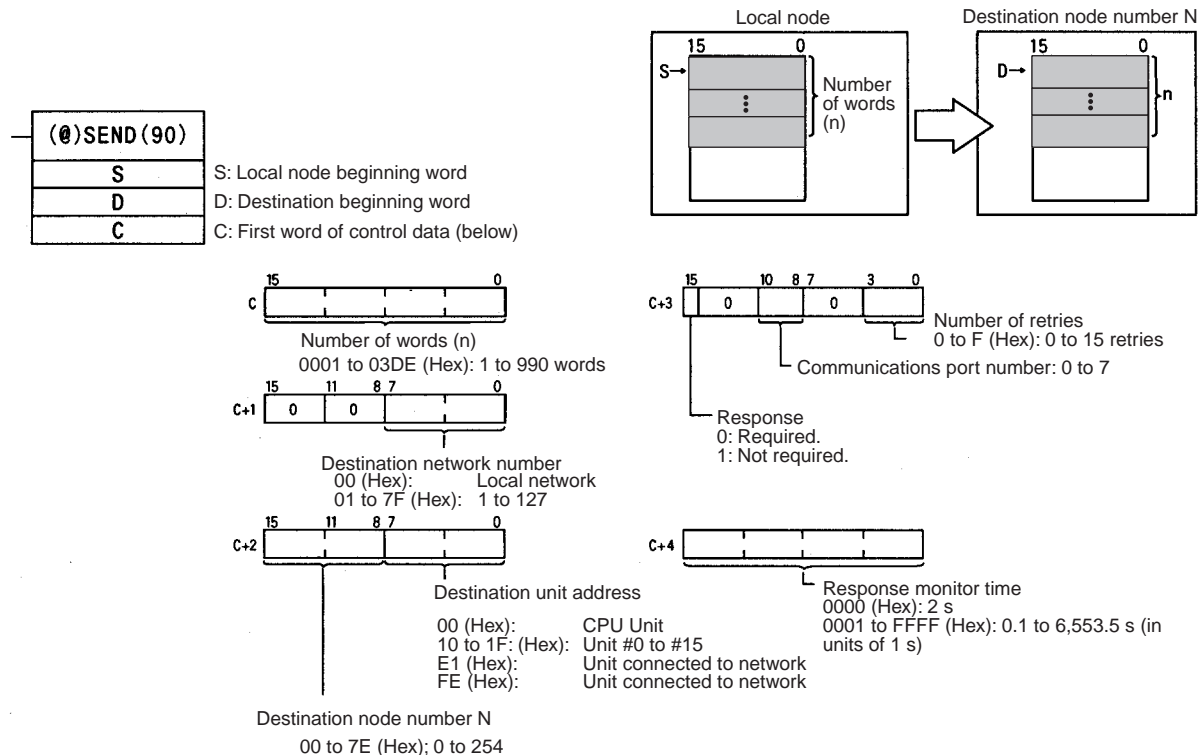 Local node
Destination node number N
15 0
15 0
S→
Number
of words
(n)
D→
n
(@)SEND(90)
S
S: Local node beginning word
D
D: Destination beginning word
C
C: First word of control data (below)
15 0
C
Number of words (n)
0001 to 03DE (Hex): 1 to 990 words
15 10 8 7 3 0
C+3 0 0
Number of retries
0 to F (Hex): 0 to 15 retries
Communications port number: 0 to 7
Response
0: Required.
1: Not required.
15 11 8 7 0
C+1 0 0
Destination network number
00 (Hex): Local network
01 to 7F (Hex): 1 to 127
15 11 8 7 0
C+2
Destination unit address
00 (Hex): CPU Unit
10 to 1F: (Hex): Unit #0 to #15
E1 (Hex): Unit connected to network
FE (Hex): Unit connected to network
Destination node number N
00 to 7E (Hex); 0 to 254
C+4
Response monitor time
0000 (Hex): 2 s
0001 to FFFF (Hex): 0.1 to 6,553.5 s (in
units of 1 s)